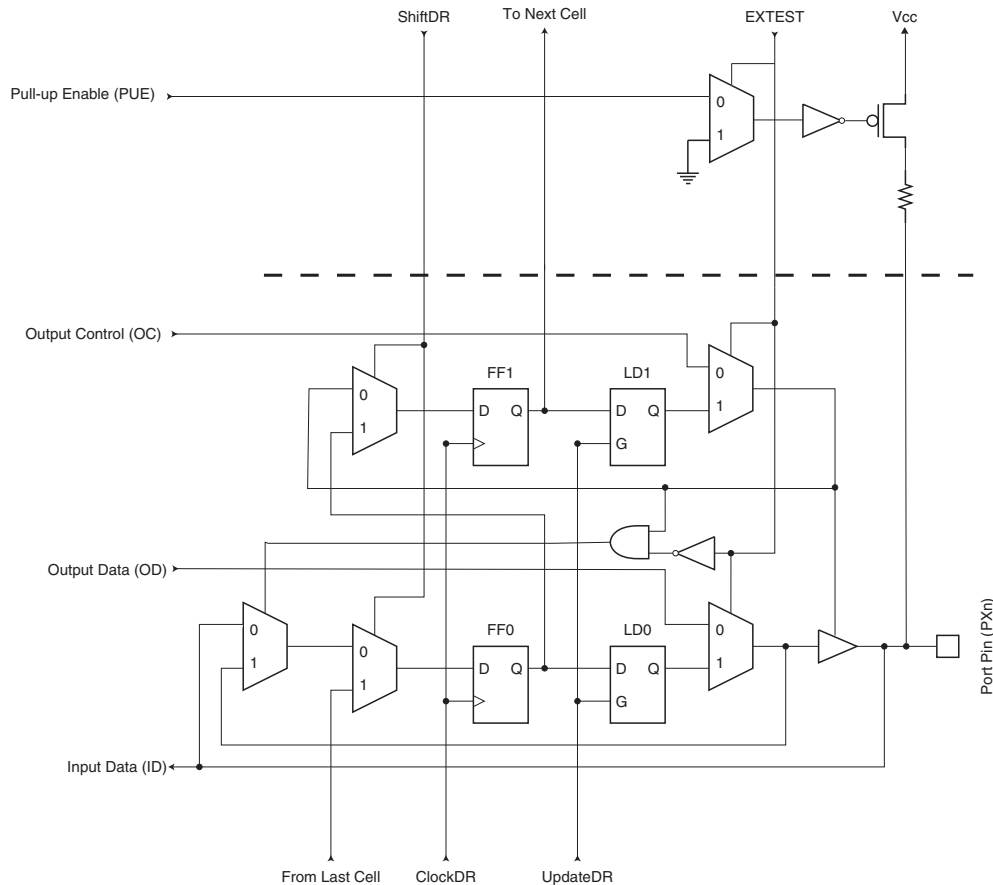 ShiftDR
To Next Cell
EXTEST
Vcc
Pull-up Enable (PUE)
0
1
Output Control (OC)
FF1
LD1
0
1
0
1
D Q
D Q
G
Output Data (OD)
FF0
LD0
0
1
0
1
0
1
D Q
D Q
G
Port Pin (PXn)
Input Data (ID)
From Last Cell
ClockDR
UpdateDR